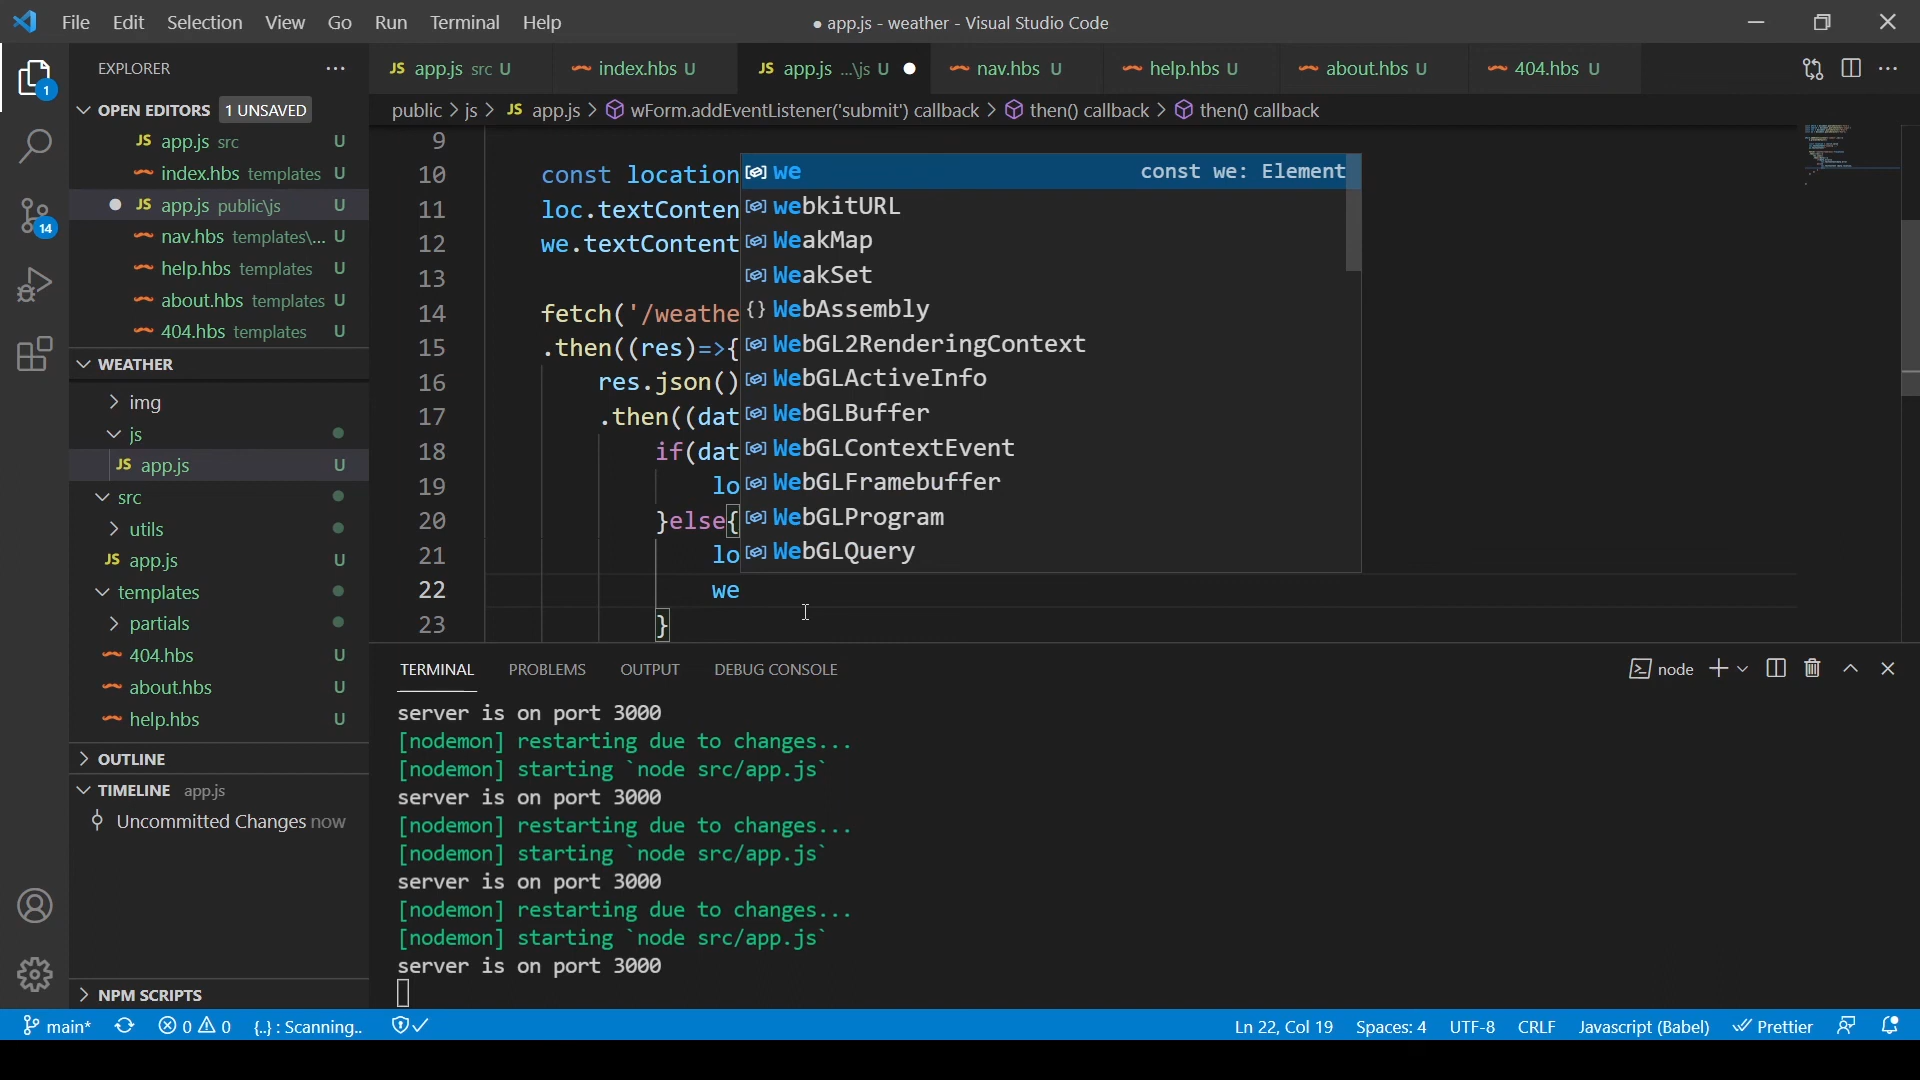 File Edit Selection View Go Run Terminal Help
● app.js - weather - Visual Studio Code
EXPLORER
JS app.js src U
index.hbs U
JS app.js ...\js U
nav.hbs U
help.hbs U
about.hbs U
404.hbs U
public > js > JS app.js > wForm.addEventListener('submit') callback > then() callback > then() callback
1
14
OPEN EDITORS 1 UNSAVED
JS app.js src U
index.hbs templates U
JS app.js public\js U
nav.hbs templates\... U
help.hbs templates U
about.hbs templates U
404.hbs templates U
WEATHER
img
js
JS app.js U
src
utils
JS app.js U
templates
partials
404.hbs U
about.hbs U
help.hbs U
OUTLINE
TIMELINE app.js
Uncommitted Changes now
NPM SCRIPTS
9
10 const location
11 loc.textConten
12 we.textContent
13
14 fetch('/weathe
15 .then((res)=>{
16 res.json()
17 .then((dat
18 if(dat
19 lo
20 }else{
21 lo
22 we
23 }
we const we: Element
webkitURL
WeakMap
WeakSet
{} WebAssembly
WebGL2RenderingContext
WebGLActiveInfo
WebGLBuffer
WebGLContextEvent
WebGLFramebuffer
WebGLProgram
WebGLQuery
TERMINAL PROBLEMS OUTPUT DEBUG CONSOLE
node
server is on port 3000
[nodemon] restarting due to changes...
[nodemon] starting `node src/app.js`
server is on port 3000
[nodemon] restarting due to changes...
[nodemon] starting `node src/app.js`
server is on port 3000
[nodemon] restarting due to changes...
[nodemon] starting `node src/app.js`
server is on port 3000
main* 0 0 {..} : Scanning..
Ln 22, Col 19 Spaces: 4 UTF-8 CRLF Javascript (Babel) Prettier